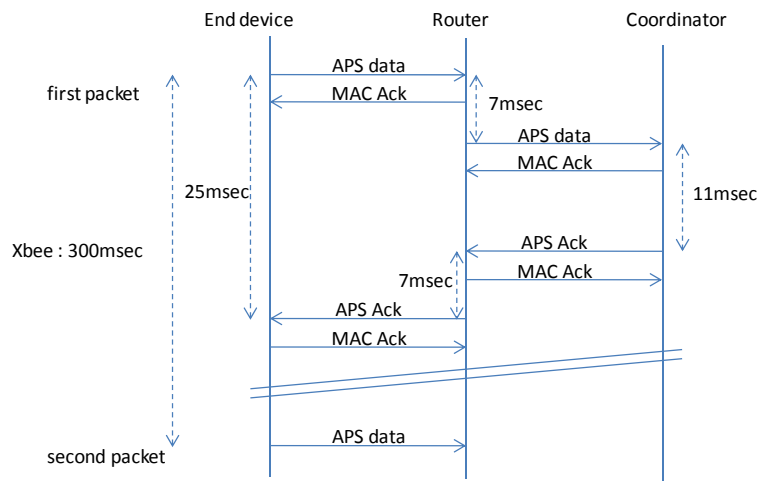 End device
Router
Coordinator
APS data
first packet
MAC Ack
7msec
APS data
MAC Ack
25msec
11msec
APS Ack
Xbee : 300msec
MAC Ack
7msec
APS Ack
MAC Ack
APS data
second packet